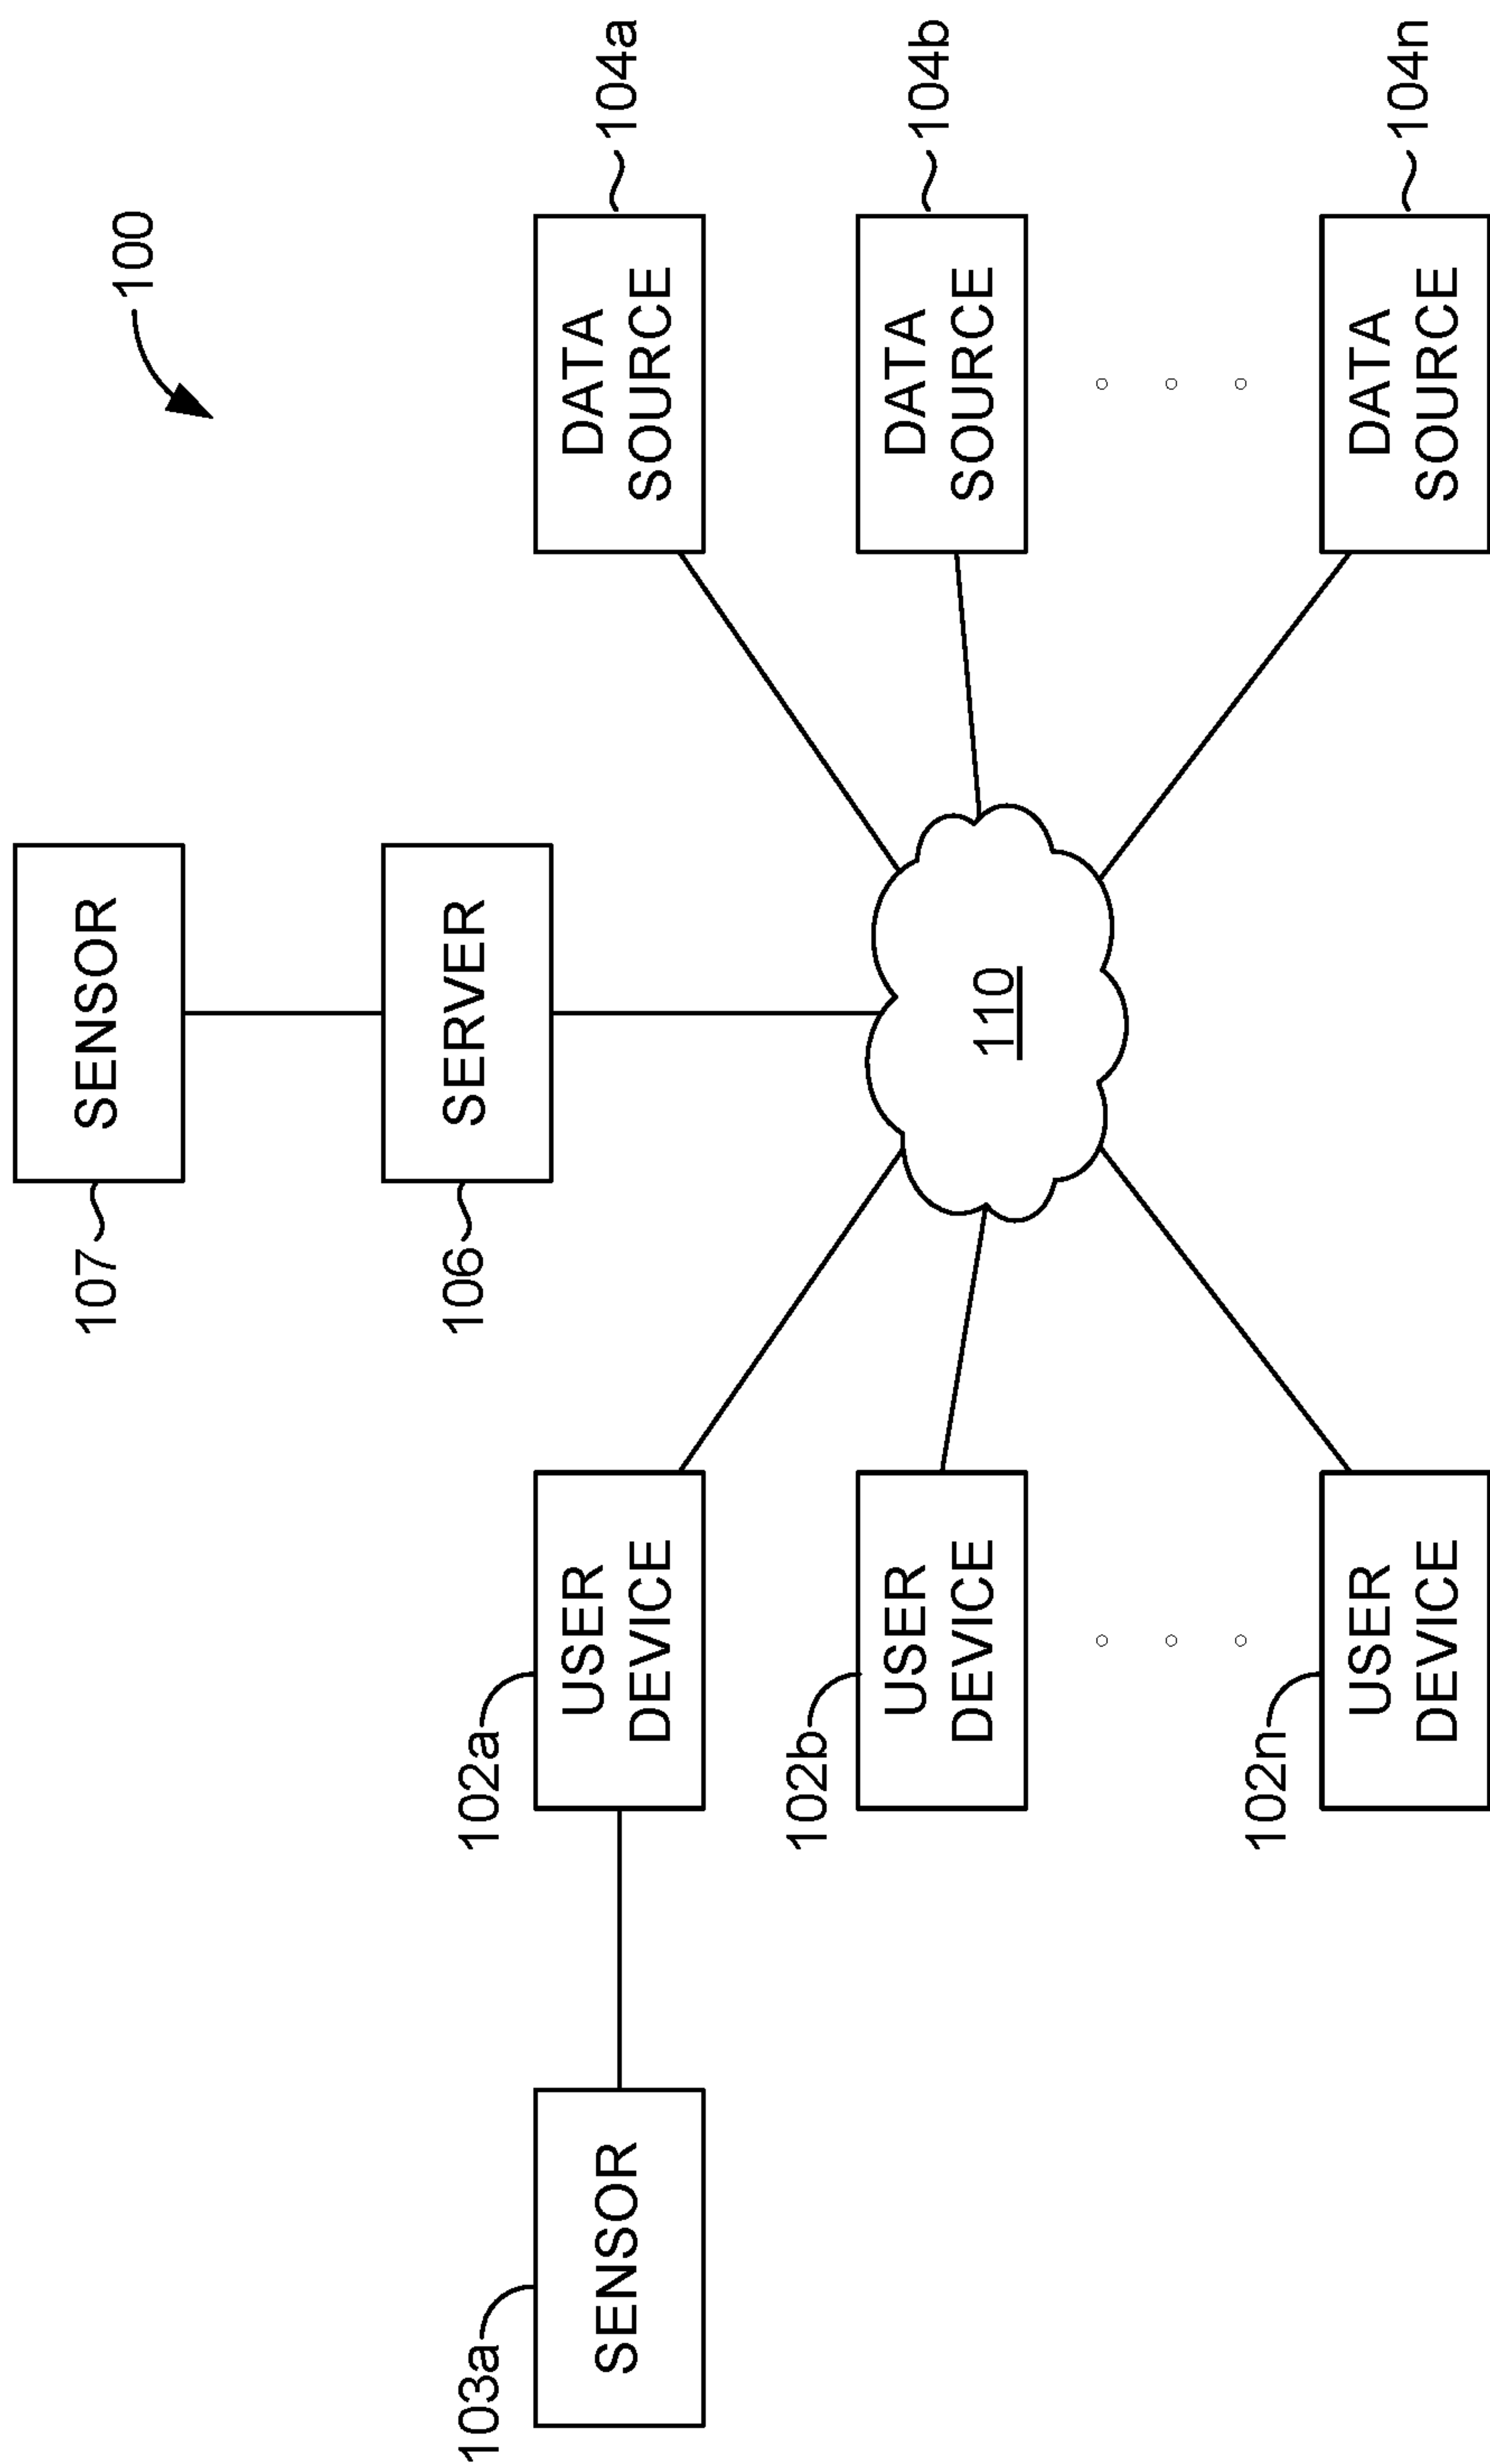 100
107
SENSOR
106
SERVER
103a
SENSOR
102a
USER
DEVICE
DATA
SOURCE
104a
102b
USER
DEVICE
110
DATA
SOURCE
104b
102n
USER
DEVICE
DATA
SOURCE
104n